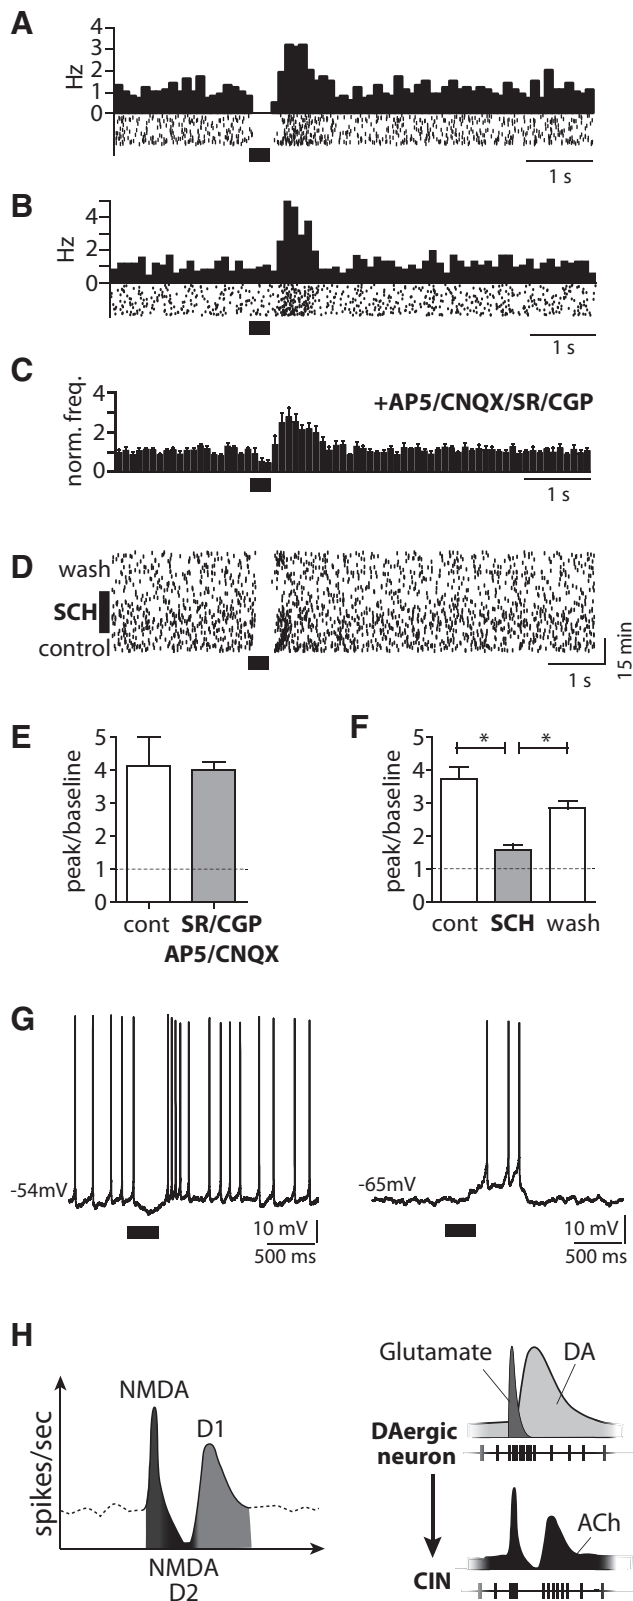 A
Hz
4
3
2
1
0
1 s
B
Hz
4
2
0
1 s
C
norm. freq.
4
2
0
+AP5/CNQX/SR/CGP
1 s
D
wash
SCH
control
15 min
1 s
E
peak/baseline
5
4
3
2
1
0
cont SR/CGP
AP5/CNQX
F
peak/baseline
5
4
3
2
1
0
* *
cont SCH wash
G
-54mV
10 mV
500 ms
-65mV
10 mV
500 ms
H
spikes/sec
NMDA
D1
NMDA
D2
Glutamate DA
DAergic
neuron
ACh
CIN